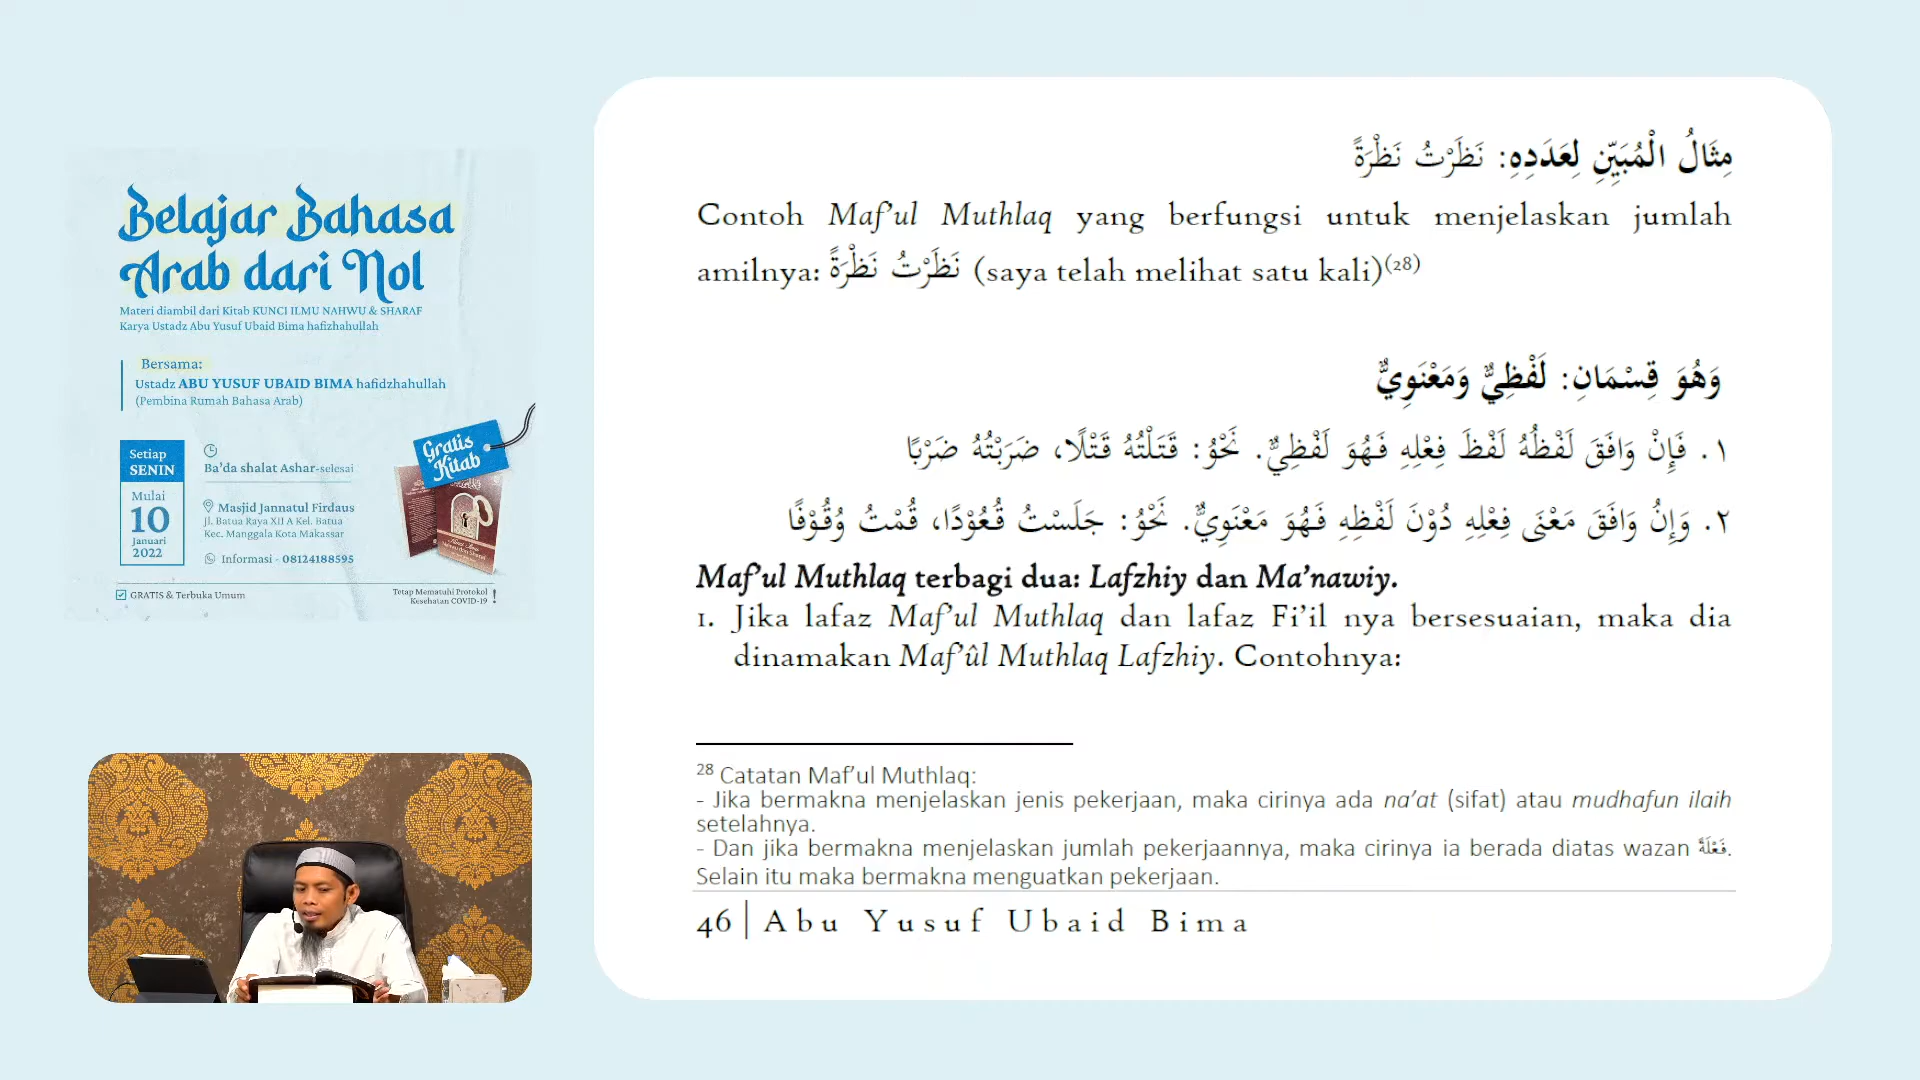 Belajar Bahasa
Arab dari Nol
Materi diambil dari Kitab KUNCI ILMU NAHWU & SHARAF
Karya Ustadz Abu Yusuf Ubaid Bima hafizhahullah
Bersama:
Ustadz ABU YUSUF UBAID BIMA hafidzhahullah
(Pembina Rumah Bahasa Arab)
Setiap
SENIN
Mulai
10
Januari
2022
Ba'da shalat Ashar-selesai
Masjid Jannatul Firdaus
Jl. Batua Raya XII A Kel. Batua
Kec. Manggala Kota Makassar
Informasi - 08124188595
Gratis
Kitab
GRATIS & Terbuka Umum
Tetap Mematuhi Protokol
Kesehatan COVID-19 !
مِثَالُ الْمُبَيِّنِ لِعَدَدِهِ: نَظَرْتُ نَظْرَةً
Contoh Maf'ul Muthlaq yang berfungsi untuk menjelaskan jumlah
amilnya: نَظَرْتُ نَظْرَةً (saya telah melihat satu kali)(28)
وَهُوَ قِسْمَانِ: لَفْظِيٌّ وَمَعْنَوِيٌّ
١. فَإِنْ وَافَقَ لَفْظُهُ لَفْظَ فِعْلِهِ فَهُوَ لَفْظِيٌّ. نَحْوُ: قَتَلْتُهُ قَتْلًا، ضَرَبْتُهُ ضَرْبًا
٢. وَإِنُ وَافَقَ مَعْنَى فِعْلِهِ دُوْنَ لَفْظِهِ فَهُوَ مَعْنَوِيٌّ. نَحْوُ: جَلَسْتُ قُعُوْدًا، قُمْتُ وُقُوْفًا
Maf'ul Muthlaq terbagi dua: Lafzhiy dan Ma'nawiy.
1. Jika lafaz Maf'ul Muthlaq dan lafaz Fi'il nya bersesuaian, maka dia
dinamakan Maf'ûl Muthlaq Lafzhiy. Contohnya:
28 Catatan Maf'ul Muthlaq:
- Jika bermakna menjelaskan jenis pekerjaan, maka cirinya ada na'at (sifat) atau mudhafun ilaih
setelahnya.
- Dan jika bermakna menjelaskan jumlah pekerjaannya, maka cirinya ia berada diatas wazan فَعْلَةً.
Selain itu maka bermakna menguatkan pekerjaan.
46 | Abu Yusuf Ubaid Bima